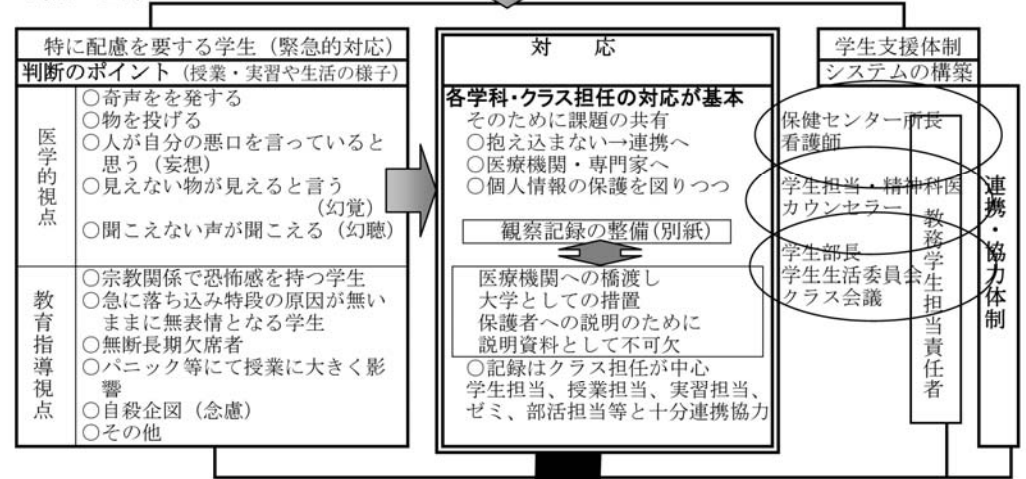 特に配慮を要する学生（緊急的対応）
判断のポイント（授業・実習や生活の様子）
医学的視点
○奇声をを発する
○物を投げる
○人が自分の悪口を言っていると
思う（妄想）
○見えない物が見えると言う
（幻覚）
○聞こえない声が聞こえる（幻聴）
教育指導視点
○宗教関係で恐怖感を持つ学生
○急に落ち込み特段の原因が無い
ままに無表情となる学生
○無断長期欠席者
○パニック等にて授業に大きく影
響
○自殺企図（念慮）
○その他
対　応
各学科・クラス担任の対応が基本
そのために課題の共有
○抱え込まない→連携へ
○医療機関・専門家へ
○個人情報の保護を図りつつ
観察記録の整備(別紙)
医療機関への橋渡し
大学としての措置
保護者への説明のために
説明資料として不可欠
○記録はクラス担任が中心
学生担当、授業担当、実習担当、
ゼミ、部活担当等と十分連携協力
学生支援体制
システムの構築
保健センター所長
看護師
学生担当・精神科医
カウンセラー
学生部長
学生生活委員会
クラス会議
教務学生担当責任者
連携・協力体制